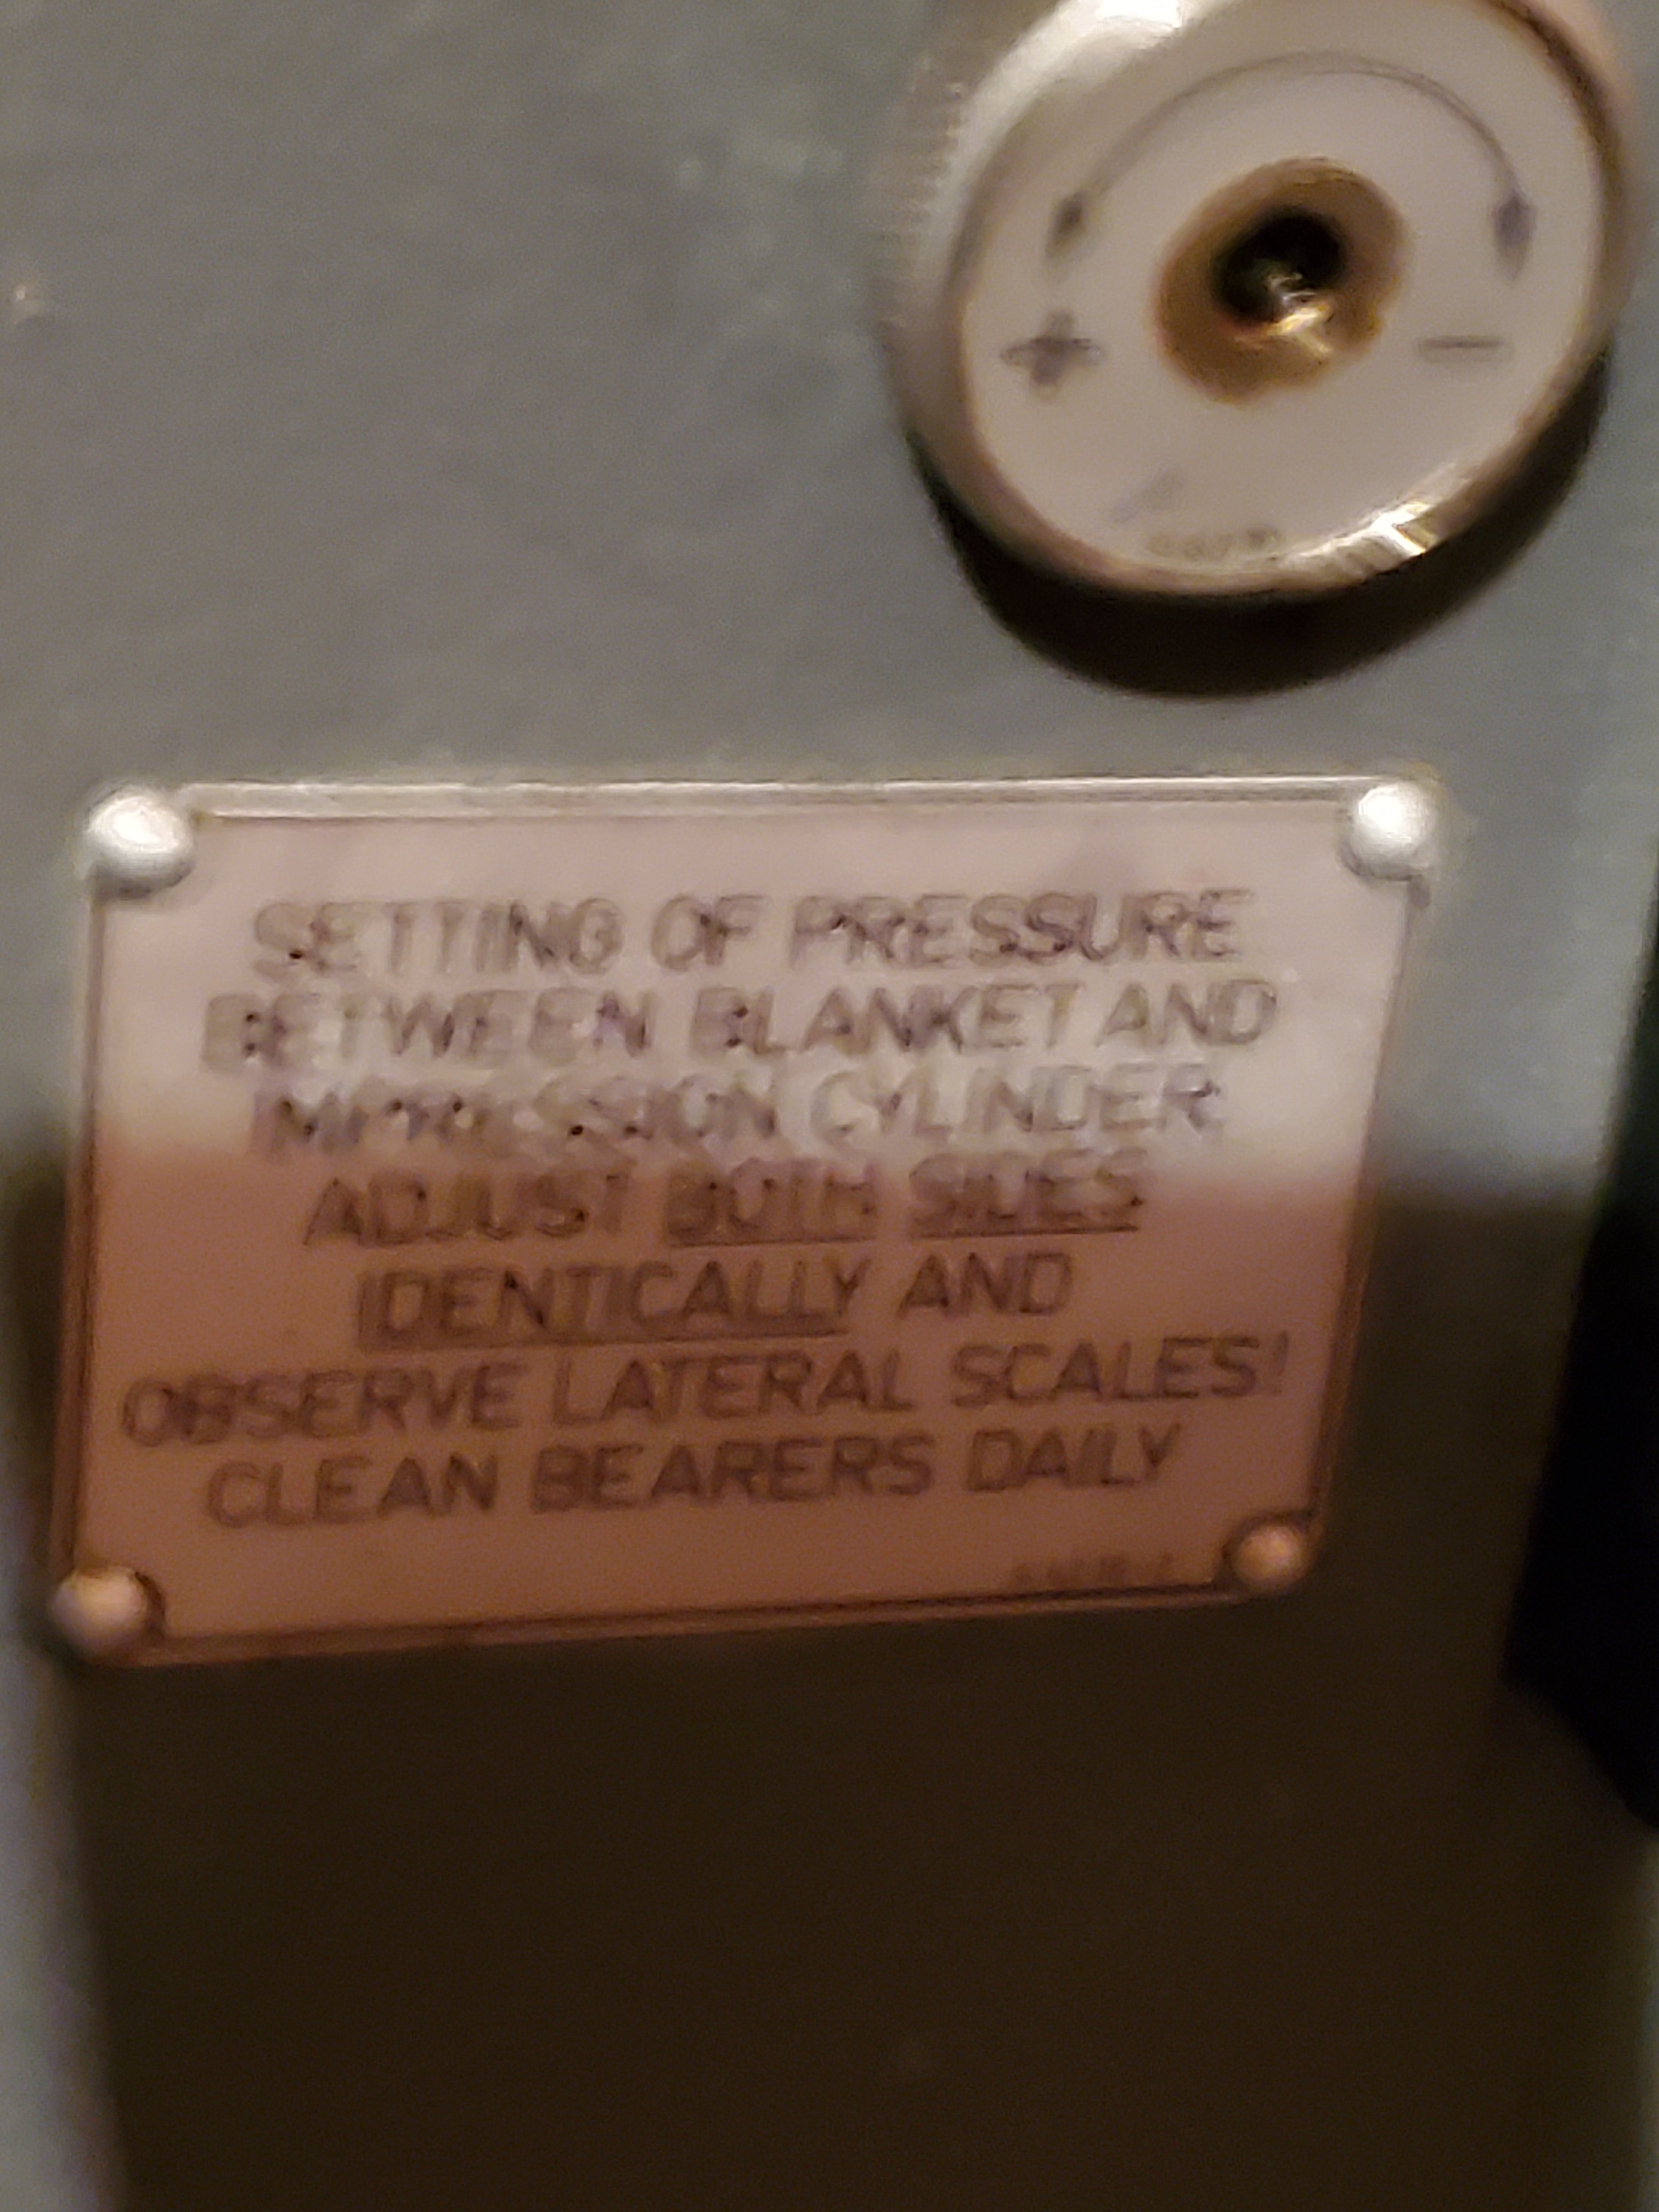 + —
SETTING OF PRESSURE
BETWEEN BLANKET AND
IMPRESSION CYLINDER
ADJUST BOTH SIDES
IDENTICALLY AND
OBSERVE LATERAL SCALES!
CLEAN BEARERS DAILY